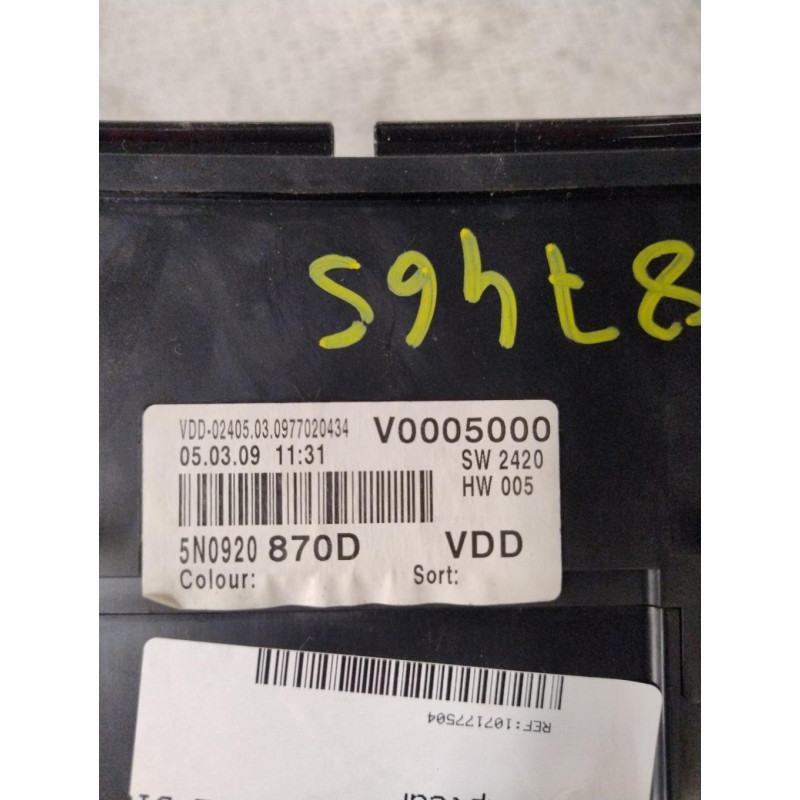 87465
VDD-02405.03.0977020434 V0005000
05.03.09 11:31 SW 2420
HW 005
5N0920 870D VDD
Colour: Sort:
REF:107177504